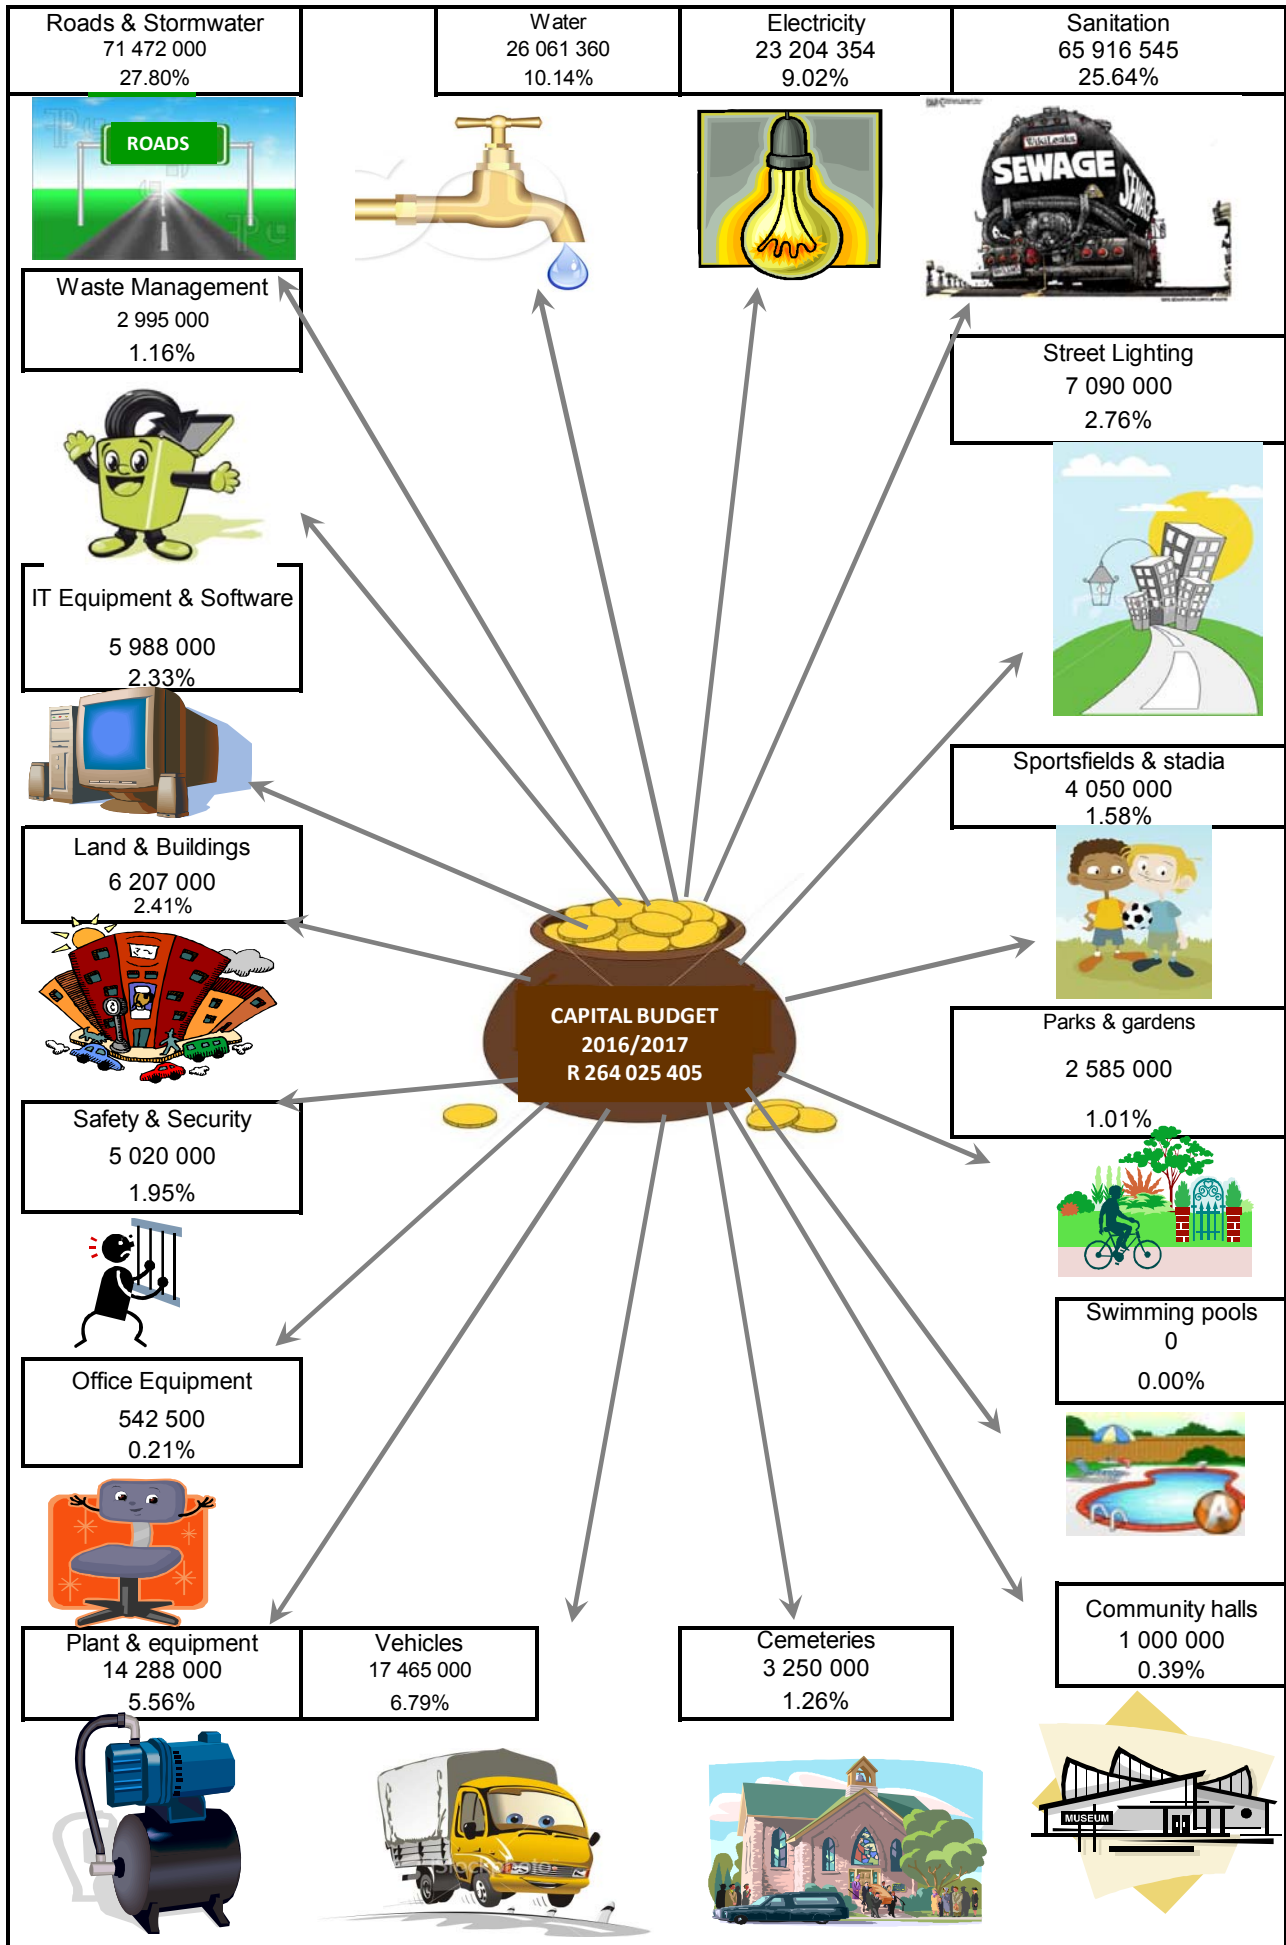 Roads & Stormwater
71 472 000
27.80%
Water
26 061 360
10.14%
Electricity
23 204 354
9.02%
Sanitation
65 916 545
25.64%
ROADS
WikiLeaks
SEWAGE
SEWAGE
Waste Management
2 995 000
1.16%
Street Lighting
7 090 000
2.76%
IT Equipment & Software
5 988 000
2.33%
Sportsfields & stadia
4 050 000
1.58%
Land & Buildings
6 207 000
2.41%
CAPITAL BUDGET
2016/2017
R 264 025 405
Parks & gardens
2 585 000
1.01%
Safety & Security
5 020 000
1.95%
Swimming pools
0
0.00%
Office Equipment
542 500
0.21%
A
Community halls
1 000 000
0.39%
Plant & equipment
14 288 000
5.56%
Vehicles
17 465 000
6.79%
Cemeteries
3 250 000
1.26%
MUSEUM